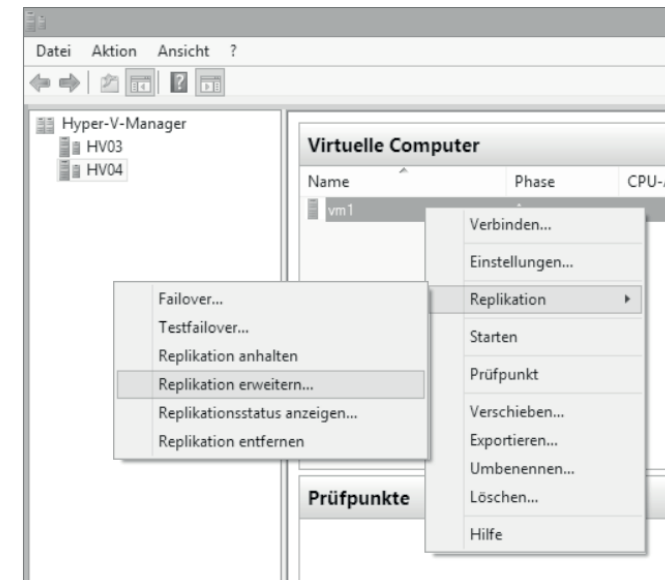 Datei Aktion Ansicht ?
Hyper-V-Manager
HV03
HV04
Virtuelle Computer
Name Phase CPU-
vm1
Verbinden...
Einstellungen...
Replikation
Starten
Prüfpunkt
Verschieben...
Exportieren...
Umbenennen...
Löschen...
Hilfe
Failover...
Testfailover...
Replikation anhalten
Replikation erweitern...
Replikationsstatus anzeigen...
Replikation entfernen
Prüfpunkte